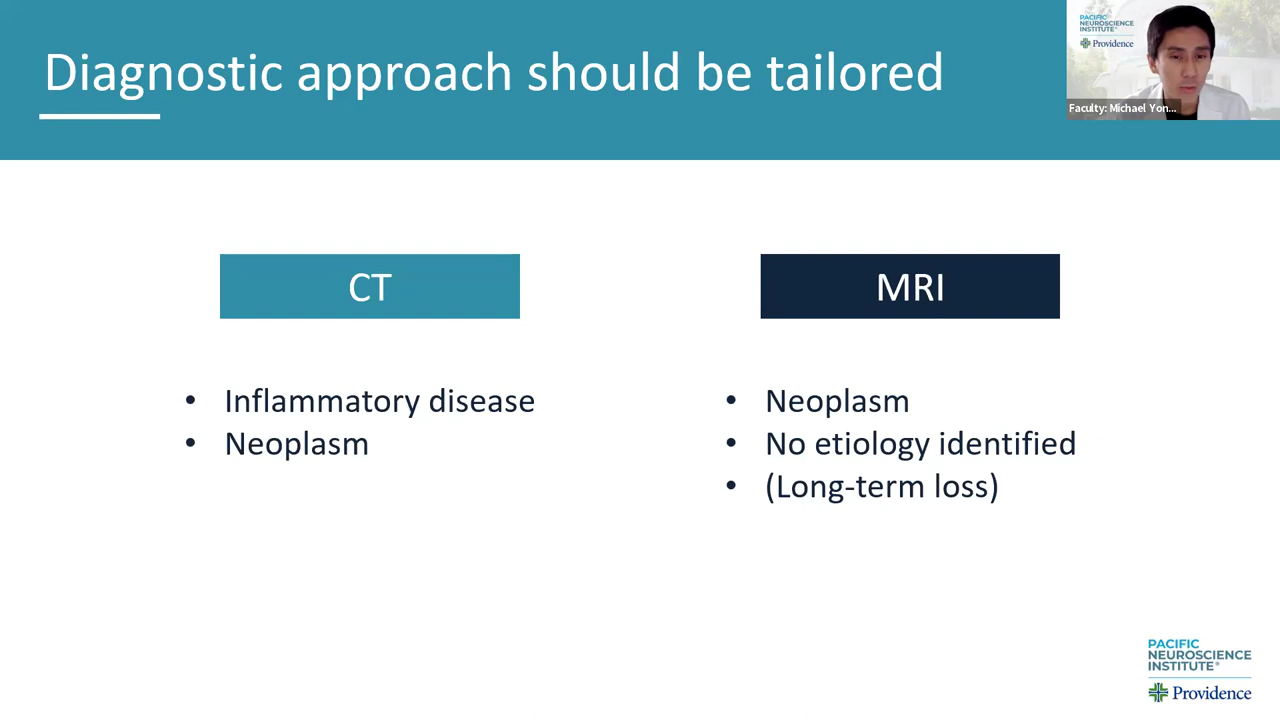 Diagnostic approach should be tailored
PACIFIC
NEUROSCIENCE
INSTITUTE®
Providence
Faculty: Michael Yon...
CT
MRI
• Inflammatory disease
• Neoplasm
• Neoplasm
• No etiology identified
• (Long-term loss)
PACIFIC
NEUROSCIENCE
INSTITUTE®
Providence